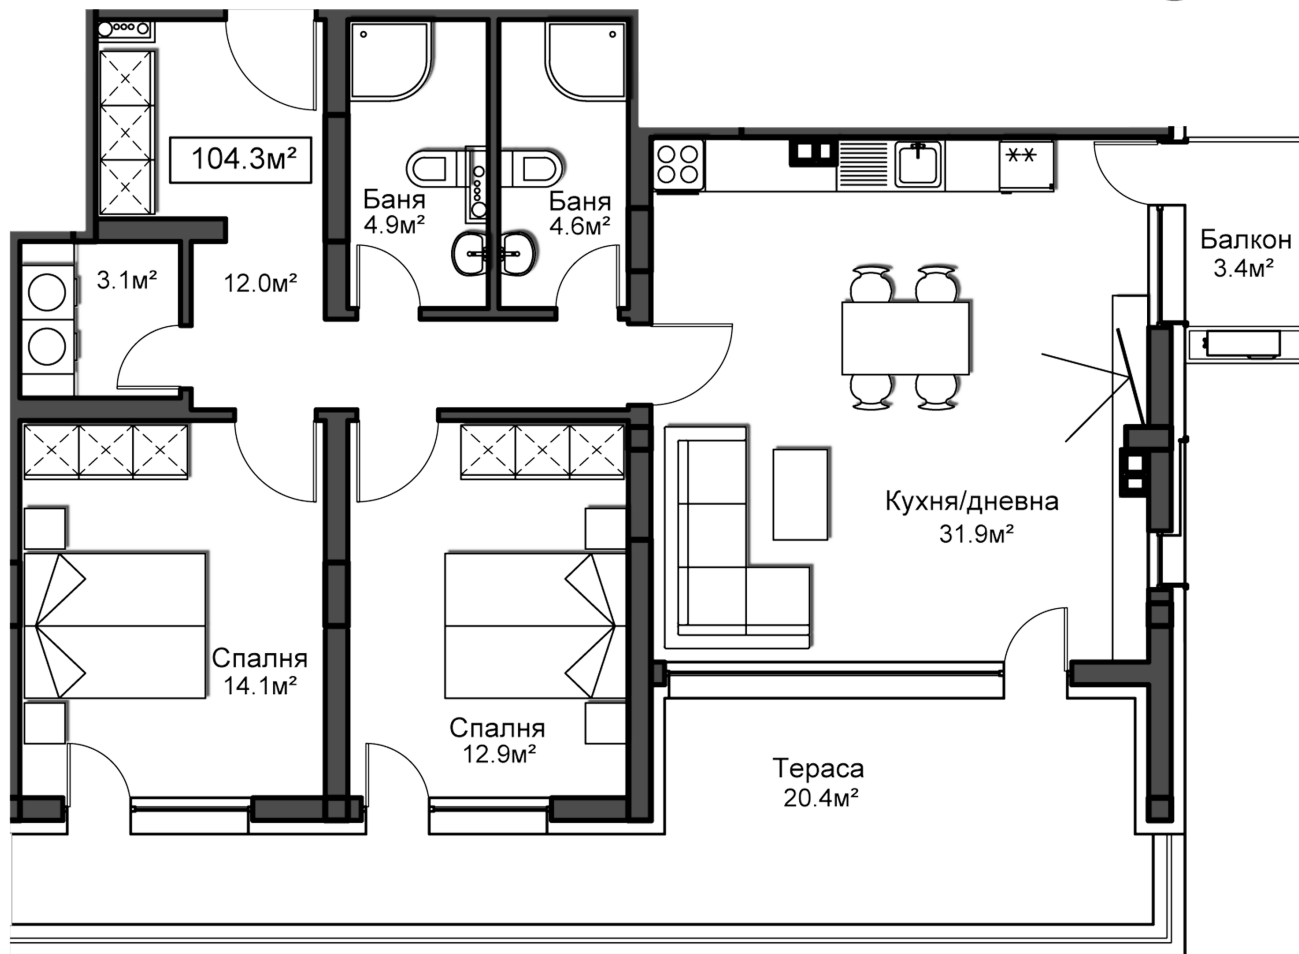 104.3м²
Баня
4.9м²
Баня
4.6м²
**
Балкон
3.4м²
3.1м²
12.0м²
Кухня/дневна
31.9м²
Спалня
14.1м²
Спалня
12.9м²
Тераса
20.4м²